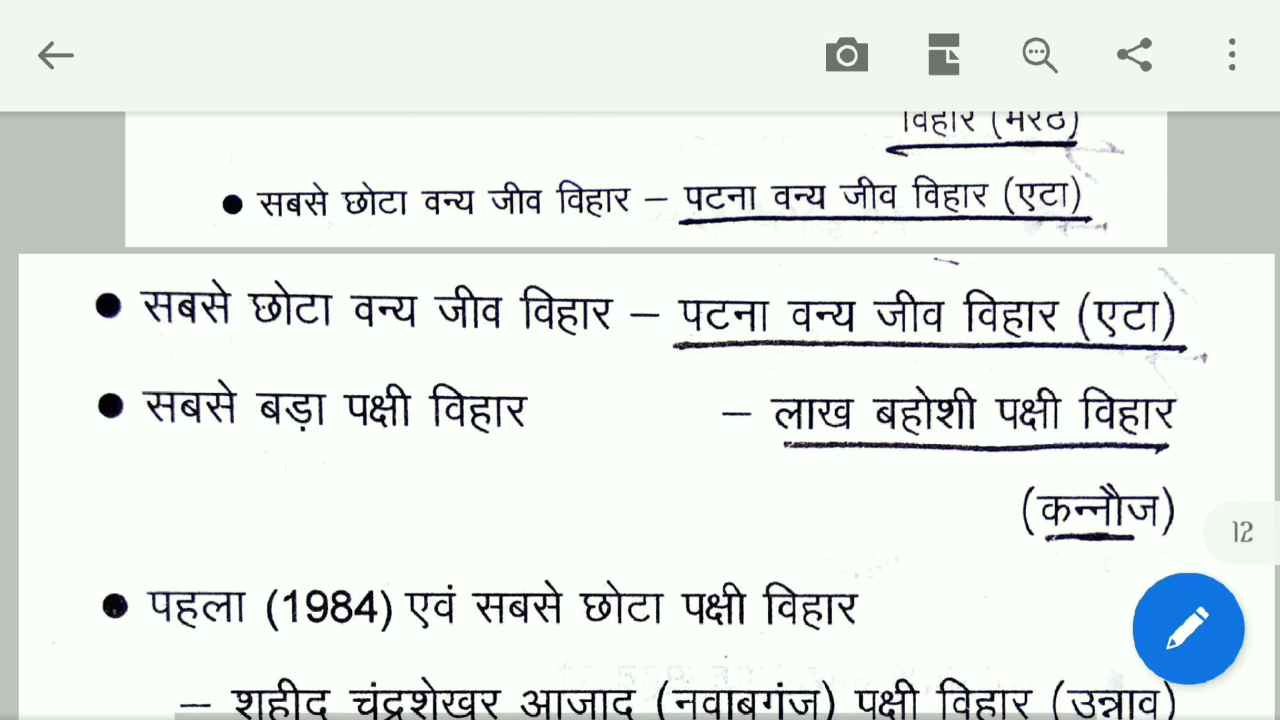 विहार (मेरठ)
● सबसे छोटा वन्य जीव विहार – पटना वन्य जीव विहार (एटा)
● सबसे छोटा वन्य जीव विहार – पटना वन्य जीव विहार (एटा)
● सबसे बड़ा पक्षी विहार – लाख बहोशी पक्षी विहार
(कन्नौज)
12
● पहला (1984) एवं सबसे छोटा पक्षी विहार
– शहीद चंद्रशेखर आजाद (नवाबगंज) पक्षी विहार (उन्नाव)